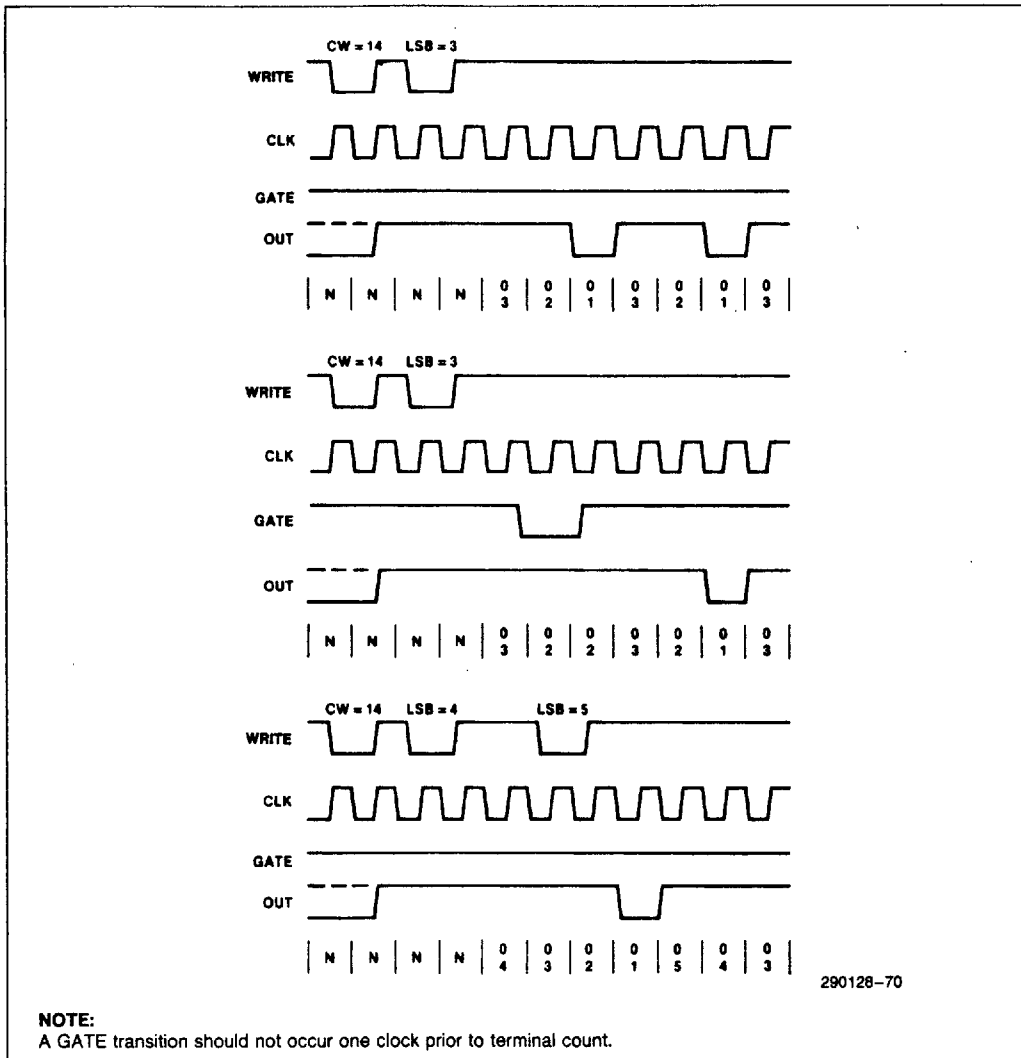 CW = 14 LSB = 3
WRITE
CLK
GATE
OUT
N N N N 0 3 0 2 0 1 0 3 0 2 0 1 0 3
CW = 14 LSB = 3
WRITE
CLK
GATE
OUT
N N N N 0 3 0 2 0 2 0 3 0 2 0 1 0 3
CW = 14 LSB = 4 LSB = 5
WRITE
CLK
GATE
OUT
N N N N 0 4 0 3 0 2 0 1 0 5 0 4 0 3
290128–70
NOTE:
A GATE transition should not occur one clock prior to terminal count.